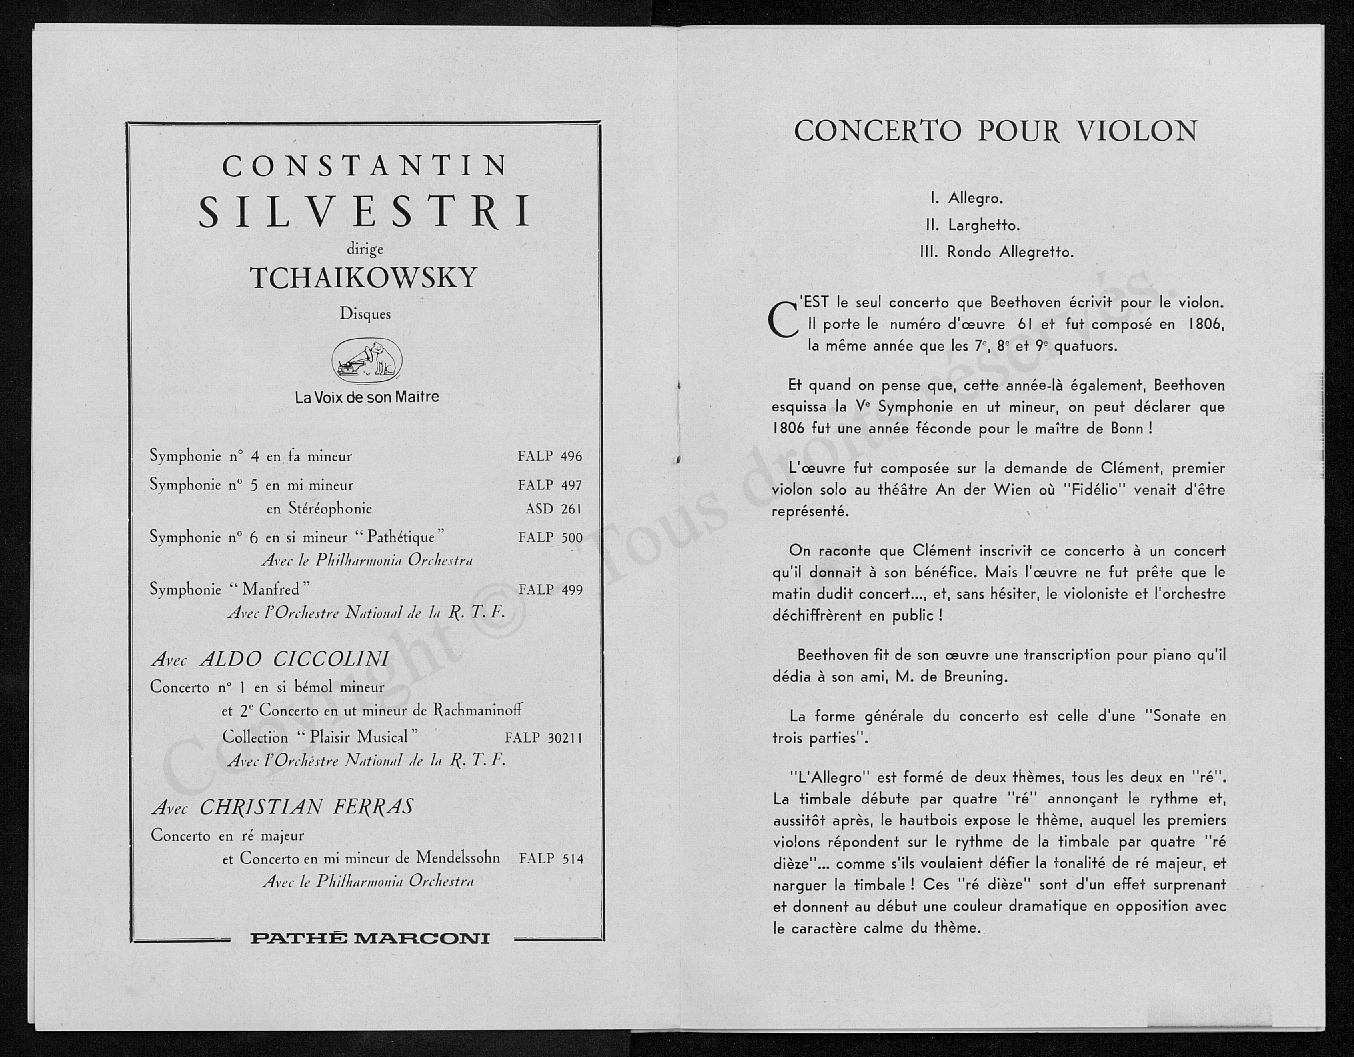 CONSTANTIN
SILVESTRI
dirige
TCHAIKOWSKY
Disques
La Voix de son Maitre
Symphonie n° 4 en fa mineur FALP 496
Symphonie n° 5 en mi mineur FALP 497
en Stéréophonie ASD 261
Symphonie n° 6 en si mineur “Pathétique” FALP 500
Avec le Philharmonia Orchestra
Symphonie “Manfred” FALP 499
Avec l'Orchestre National de la R. T. F.
Avec ALDO CICCOLINI
Concerto n° 1 en si bémol mineur
et 2e Concerto en ut mineur de Rachmaninoff
Collection “Plaisir Musical” FALP 30211
Avec l'Orchestre National de la R. T. F.
Avec CHRISTIAN FERRAS
Concerto en ré majeur
et Concerto en mi mineur de Mendelssohn FALP 514
Avec le Philharmonia Orchestra
PATHÉ MARCONI
CONCERTO POUR VIOLON
I. Allegro.
II. Larghetto.
III. Rondo Allegretto.
C'EST le seul concerto que Beethoven écrivit pour le violon.
Il porte le numéro d'œuvre 61 et fut composé en 1806,
la même année que les 7e, 8e et 9e quatuors.
Et quand on pense que, cette année-là également, Beethoven
esquissa la Ve Symphonie en ut mineur, on peut déclarer que
1806 fut une année féconde pour le maître de Bonn !
L'œuvre fut composée sur la demande de Clément, premier
violon solo au théâtre An der Wien où "Fidélio" venait d'être
représenté.
On raconte que Clément inscrivit ce concerto à un concert
qu'il donnait à son bénéfice. Mais l'œuvre ne fut prête que le
matin dudit concert..., et, sans hésiter, le violoniste et l'orchestre
déchiffrèrent en public !
Beethoven fit de son œuvre une transcription pour piano qu'il
dédia à son ami, M. de Breuning.
La forme générale du concerto est celle d'une "Sonate en
trois parties".
"L'Allegro" est formé de deux thèmes, tous les deux en "ré".
La timbale débute par quatre "ré" annonçant le rythme et,
aussitôt après, le hautbois expose le thème, auquel les premiers
violons répondent sur le rythme de la timbale par quatre "ré
dièze"... comme s'ils voulaient défier la tonalité de ré majeur, et
narguer la timbale ! Ces "ré dièze" sont d'un effet surprenant
et donnent au début une couleur dramatique en opposition avec
le caractère calme du thème.
Copyright © - Tous droits réservés.